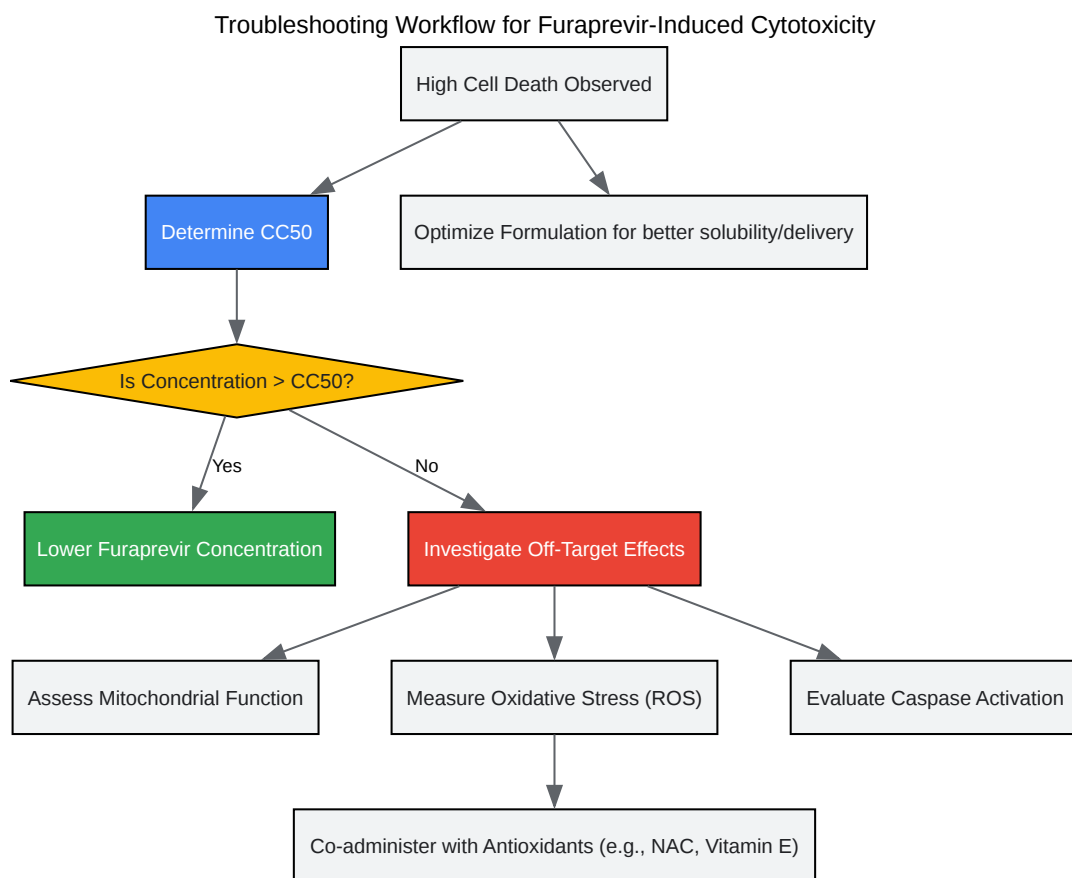 Troubleshooting Workflow for Furaprevir-Induced Cytotoxicity
High Cell Death Observed
Determine CC50
Optimize Formulation for better solubility/delivery
Is Concentration > CC50?
Yes
No
Lower Furaprevir Concentration
Investigate Off-Target Effects
Assess Mitochondrial Function
Measure Oxidative Stress (ROS)
Evaluate Caspase Activation
Co-administer with Antioxidants (e.g., NAC, Vitamin E)